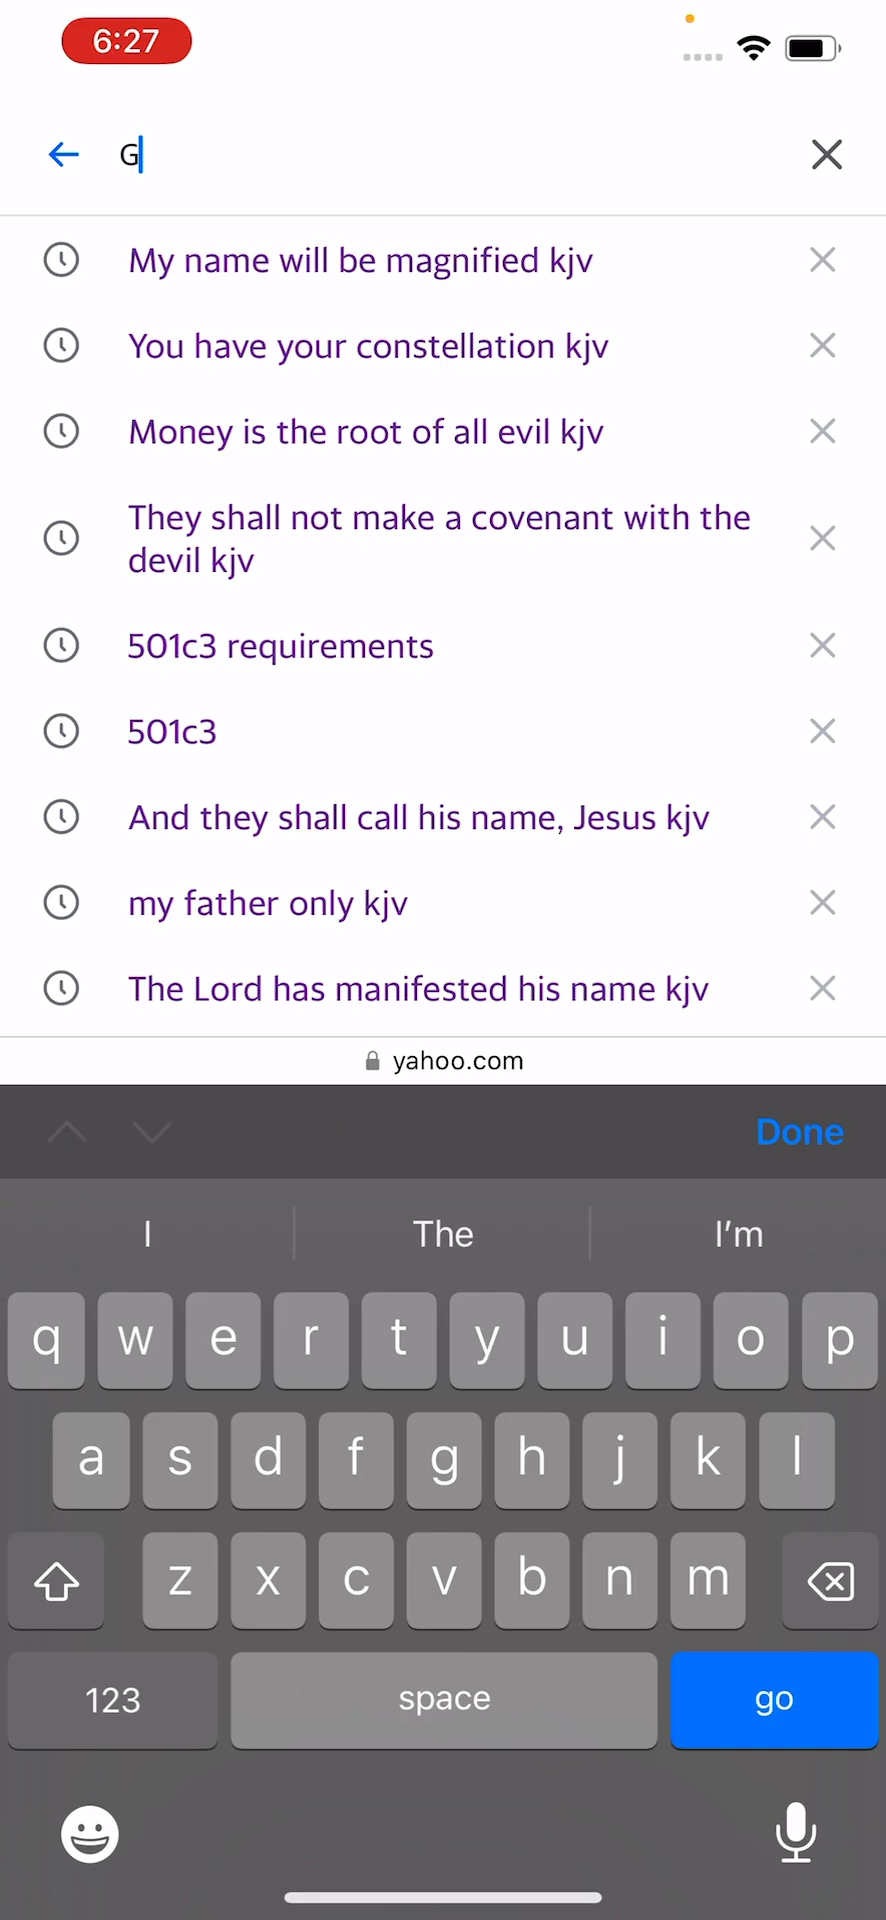 6:27
G
My name will be magnified kjv
You have your constellation kjv
Money is the root of all evil kjv
They shall not make a covenant with the
devil kjv
501c3 requirements
501c3
And they shall call his name, Jesus kjv
my father only kjv
The Lord has manifested his name kjv
yahoo.com
Done
I The I'm
q w e r t y u i o p
a s d f g h j k l
z x c v b n m
123 space go